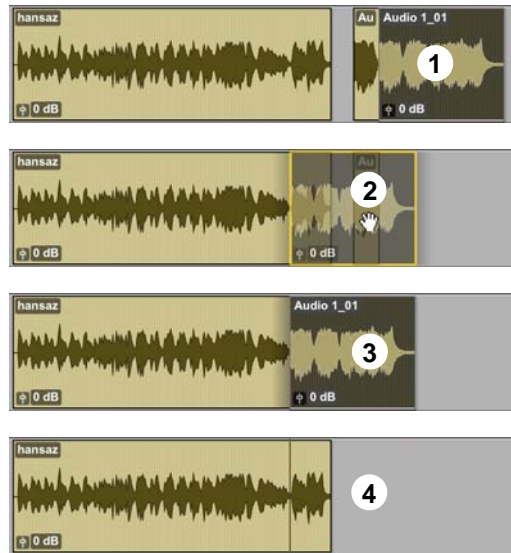 hansaz Au Audio 1_01
1
0 dB 0 dB
hansaz Au
2
0 dB 0 dB
hansaz Audio 1_01
3
0 dB 0 dB
hansaz
4
0 dB